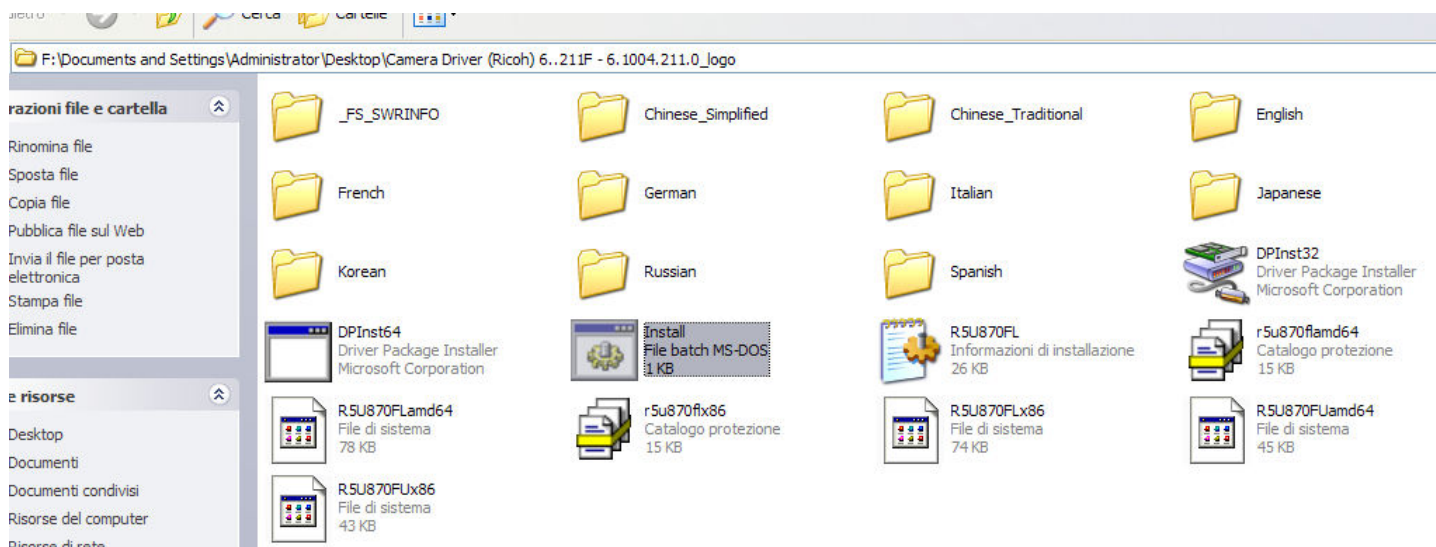 Cerca
Cartelle
F:\Documents and Settings\Administrator\Desktop\Camera Driver (Ricoh) 6..211F - 6.1004.211.0_logo
razioni file e cartella
Rinomina file
Sposta file
Copia file
Pubblica file sul Web
Invia il file per posta
elettronica
Stampa file
Elimina file
e risorse
Desktop
Documenti
Documenti condivisi
Risorse del computer
Risorse di rete
_FS_SWRINFO
Chinese_Simplified
Chinese_Traditional
English
French
German
Italian
Japanese
Korean
Russian
Spanish
DPInst32
Driver Package Installer
Microsoft Corporation
DPInst64
Driver Package Installer
Microsoft Corporation
Install
File batch MS-DOS
1 KB
R5U870FL
Informazioni di installazione
26 KB
r5u870flamd64
Catalogo protezione
15 KB
R5U870FLamd64
File di sistema
78 KB
r5u870flx86
Catalogo protezione
15 KB
R5U870FLx86
File di sistema
74 KB
R5U870FUamd64
File di sistema
45 KB
R5U870FUx86
File di sistema
43 KB